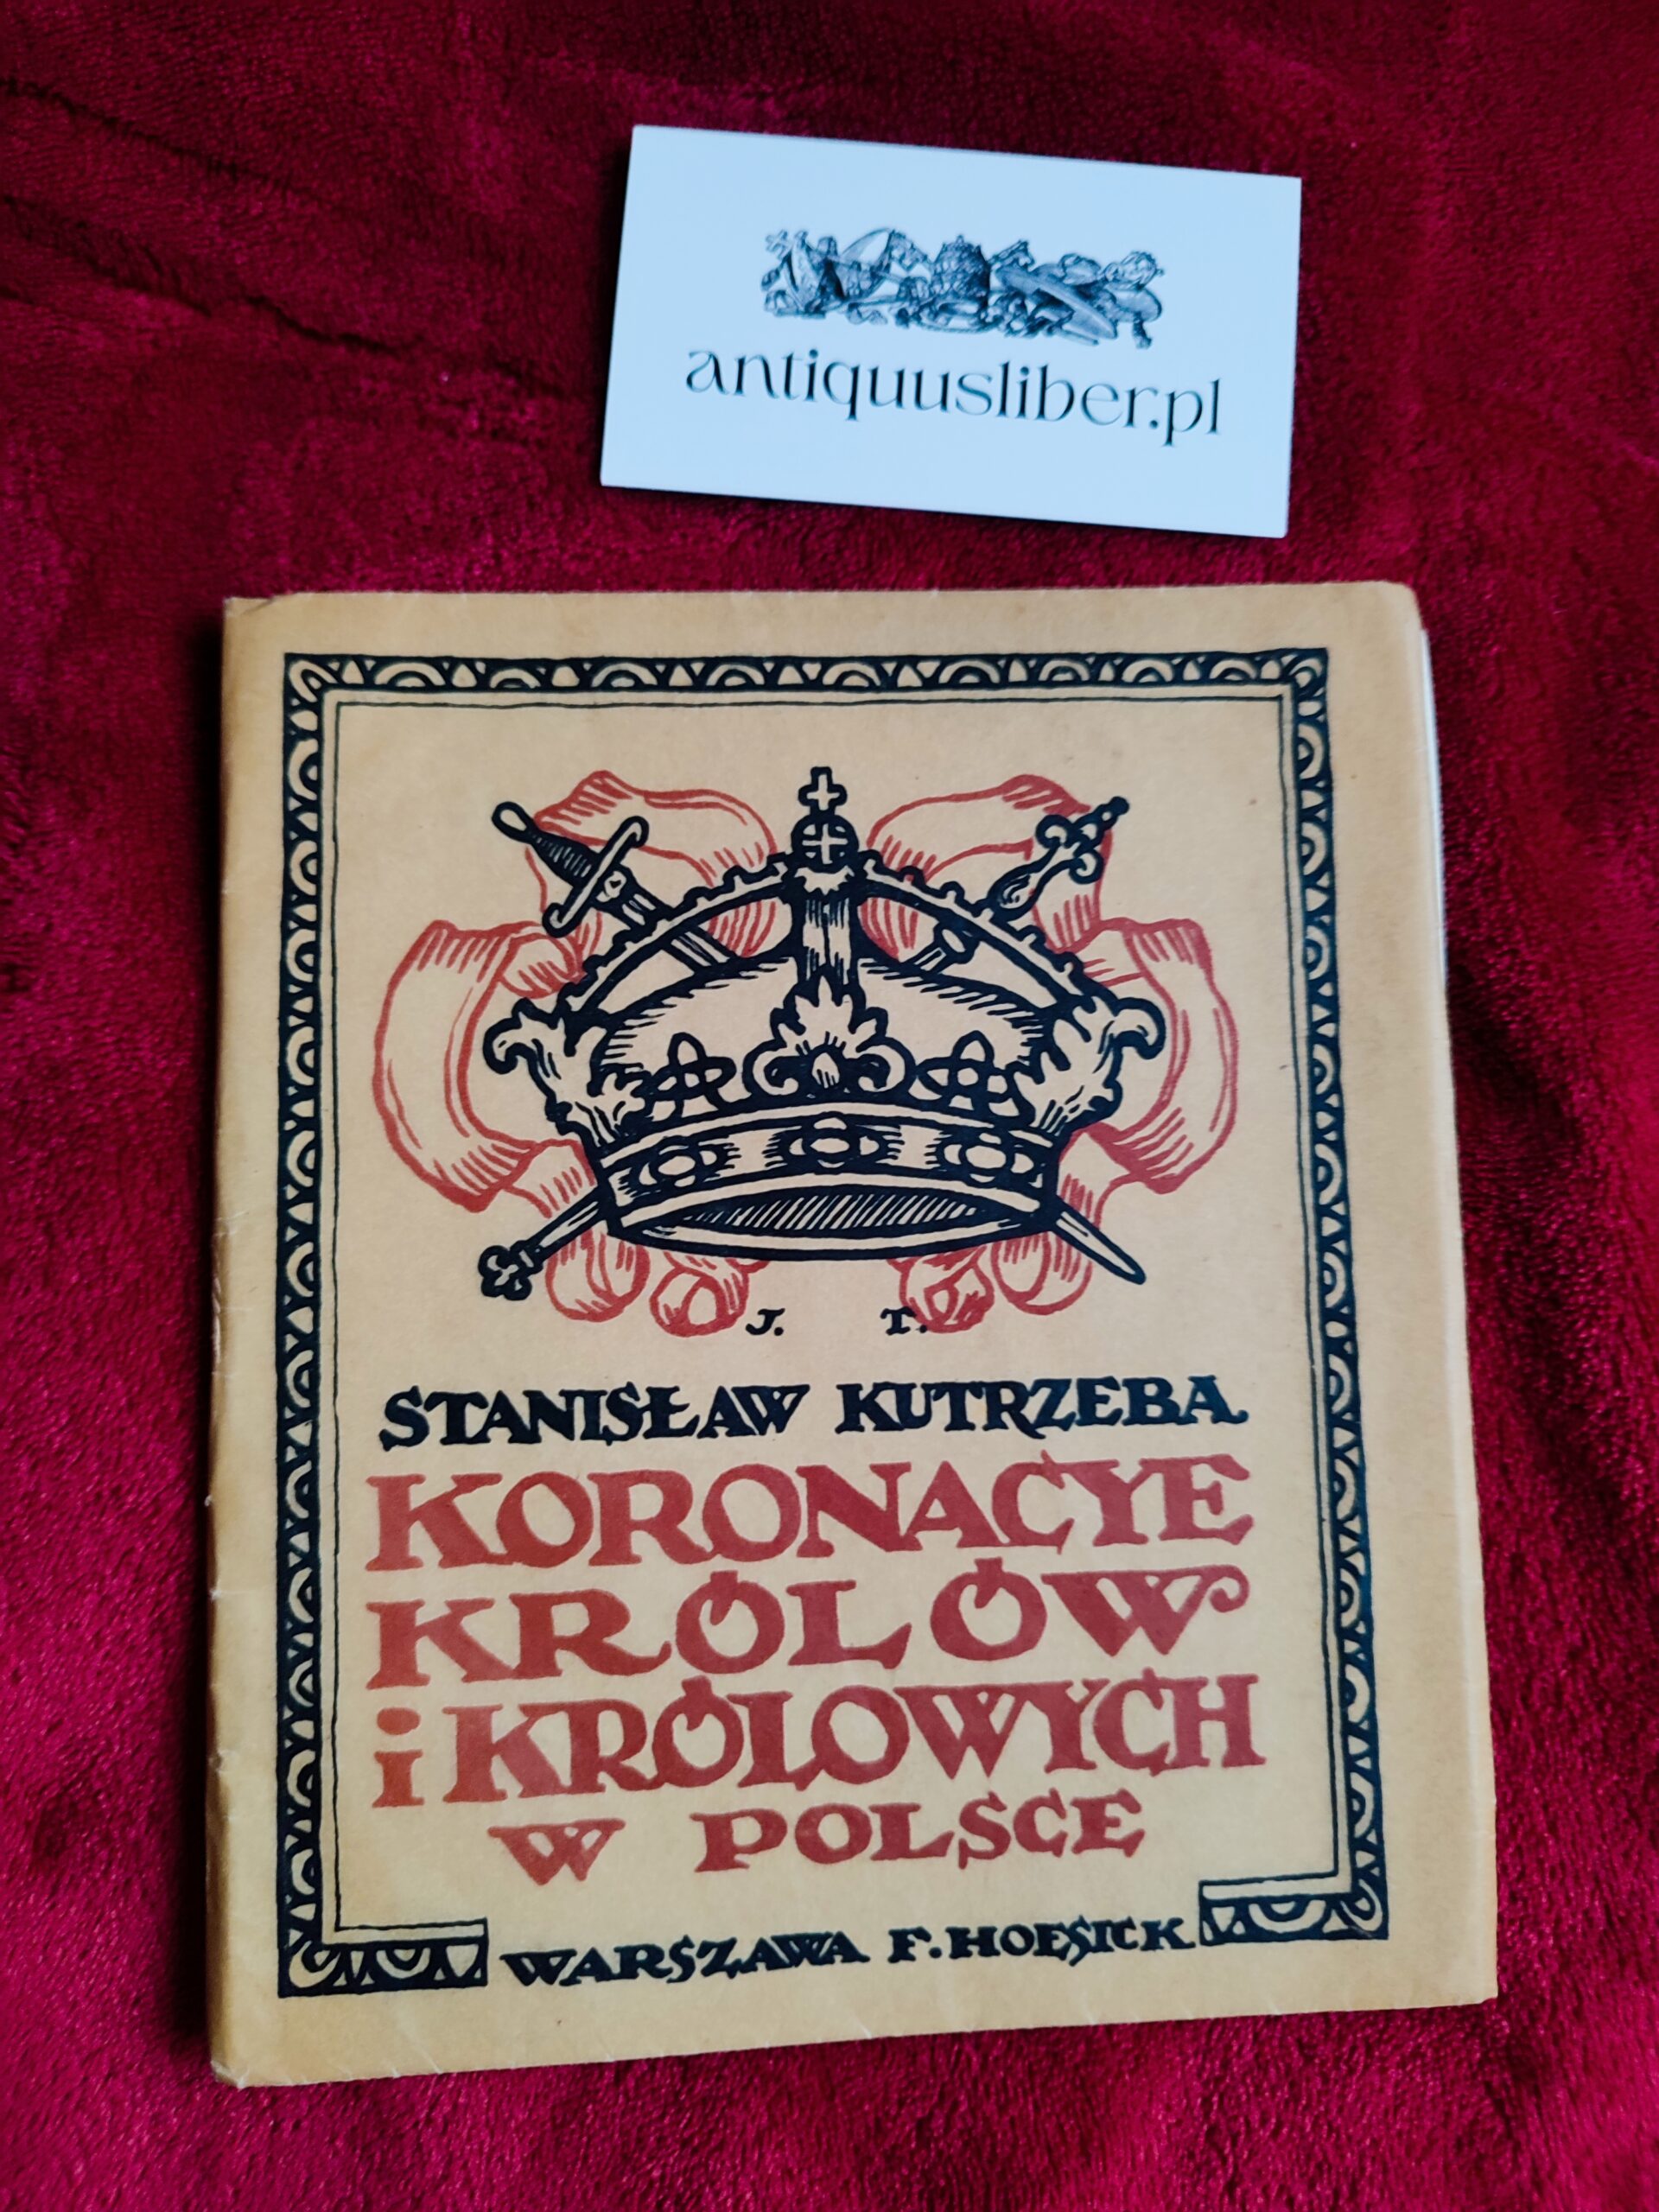 antiquusliber.pl
J. T.
STANISŁAW KUTRZEBA
KORONACYE
KRÓLÓW
i KRÓLOWYCH
W POLSCE
WARSZAWA F. HOESICK